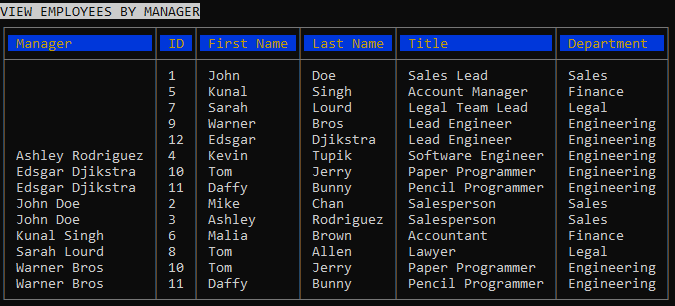 VIEW EMPLOYEES BY MANAGER
Manager ID First Name Last Name Title Department
1 John Doe Sales Lead Sales
5 Kunal Singh Account Manager Finance
7 Sarah Lourd Legal Team Lead Legal
9 Warner Bros Lead Engineer Engineering
12 Edsgar Djikstra Lead Engineer Engineering
Ashley Rodriguez 4 Kevin Tupik Software Engineer Engineering
Edsgar Djikstra 10 Tom Jerry Paper Programmer Engineering
Edsgar Djikstra 11 Daffy Bunny Pencil Programmer Engineering
John Doe 2 Mike Chan Salesperson Sales
John Doe 3 Ashley Rodriguez Salesperson Sales
Kunal Singh 6 Malia Brown Accountant Finance
Sarah Lourd 8 Tom Allen Lawyer Legal
Warner Bros 10 Tom Jerry Paper Programmer Engineering
Warner Bros 11 Daffy Bunny Pencil Programmer Engineering